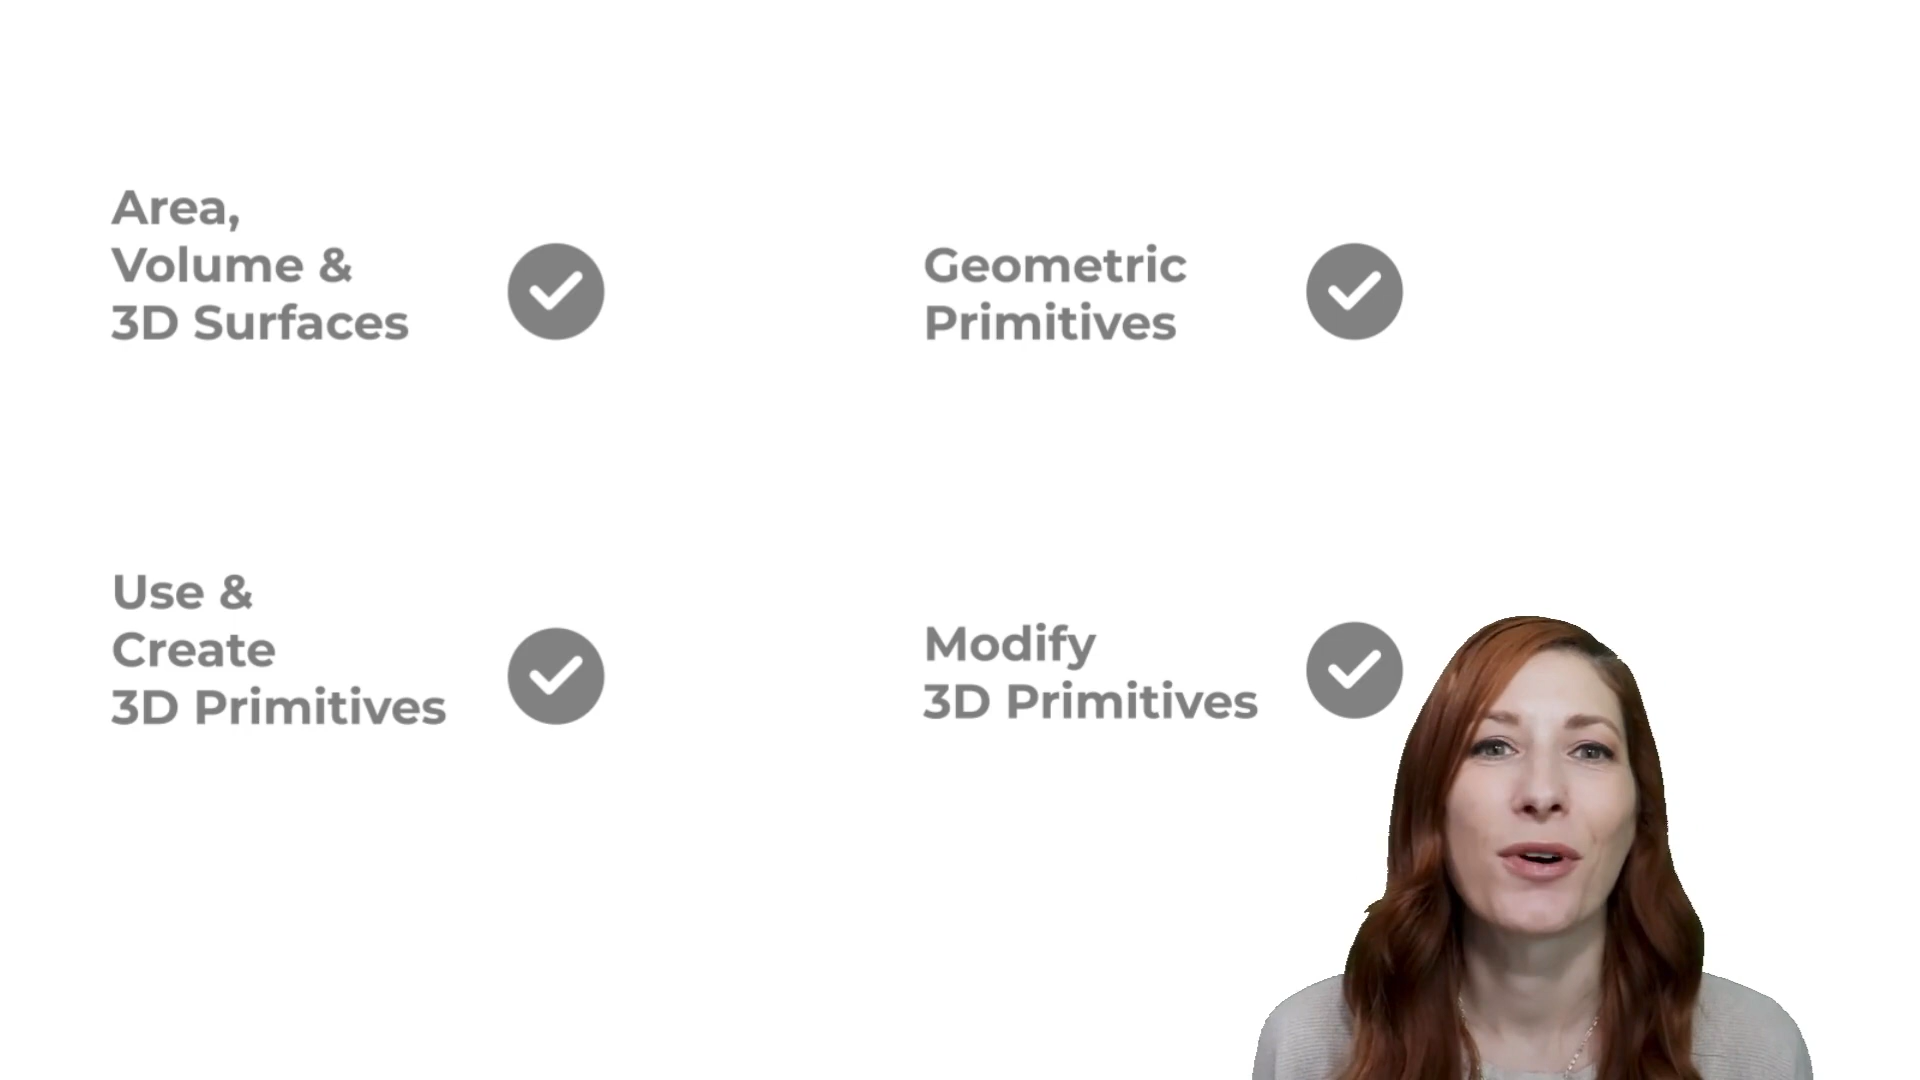 Area,
Volume &
3D Surfaces
Geometric
Primitives
Use &
Create
3D Primitives
Modify
3D Primitives